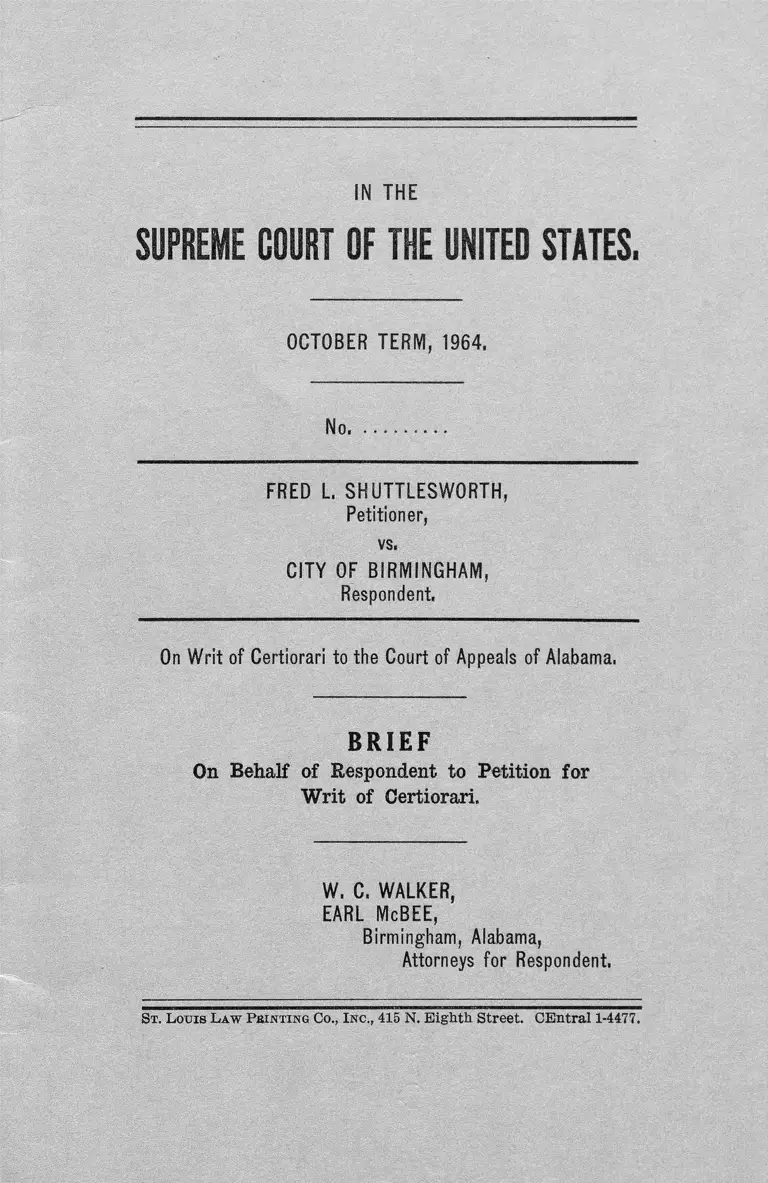 IN THE
SUPREME COURT OF THE UNITED STATES.
OCTOBER TERM, 1964.
No. .........
FRED L. SHUTTLESWORTH,
Petitioner,
vs.
CITY OF BIRMINGHAM,
Respondent.
On Writ of Certiorari to the Court of Appeals of Alabama.
BRIEF
On Behalf of Respondent to Petition for
Writ of Certiorari.
W. C. WALKER,
EARL McBEE,
Birmingham, Alabama,
Attorneys for Respondent.
ST. LOUIS LAW PRINTING CO., INC., 415 N. Eighth Street. CEntral 1-4477.